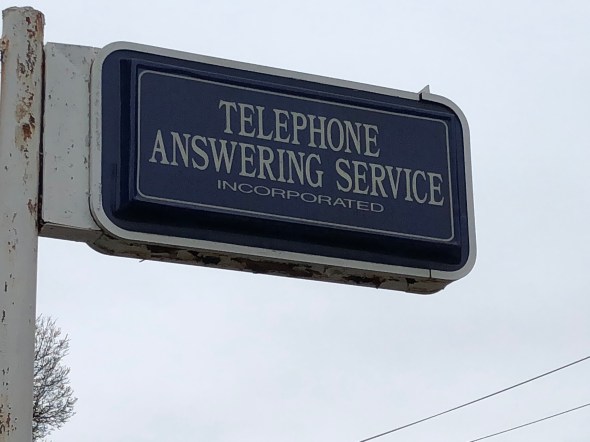 TELEPHONE
ANSWERING SERVICE
INCORPORATED